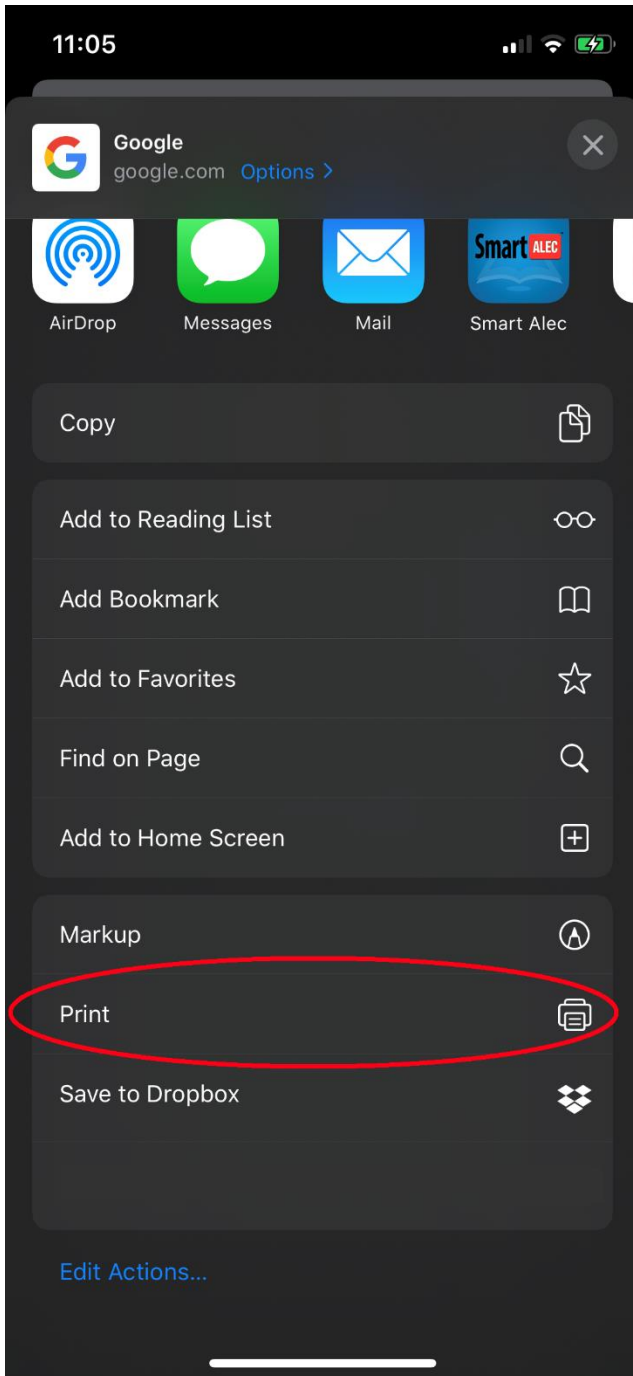 11:05
Google
google.com Options >
Smart ALEC
AirDrop Messages Mail Smart Alec
Copy
Add to Reading List
Add Bookmark
Add to Favorites
Find on Page
Add to Home Screen
Markup
Print
Save to Dropbox
Edit Actions...